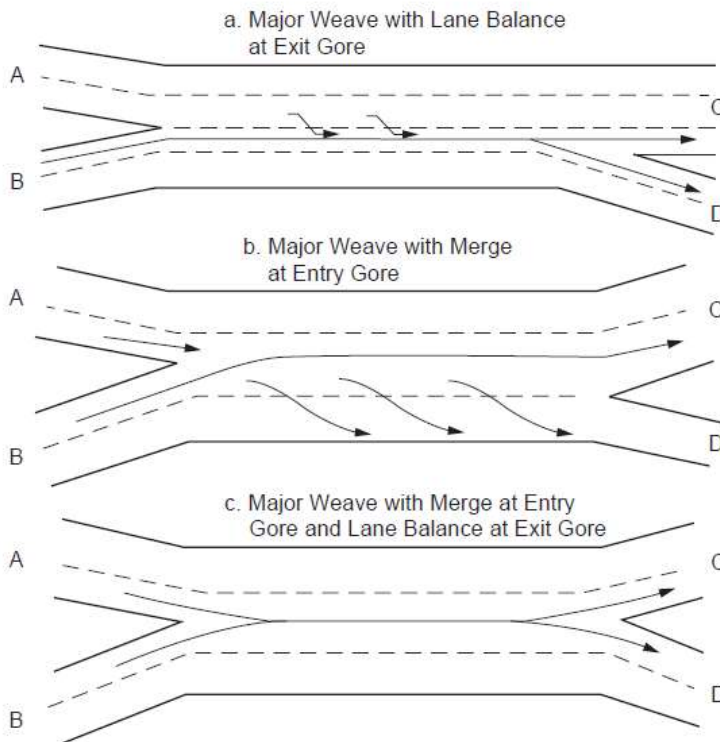 a. Major Weave with Lane Balance
at Exit Gore
A
C
B
D
b. Major Weave with Merge
at Entry Gore
A
C
B
D
c. Major Weave with Merge at Entry
Gore and Lane Balance at Exit Gore
A
C
B
D